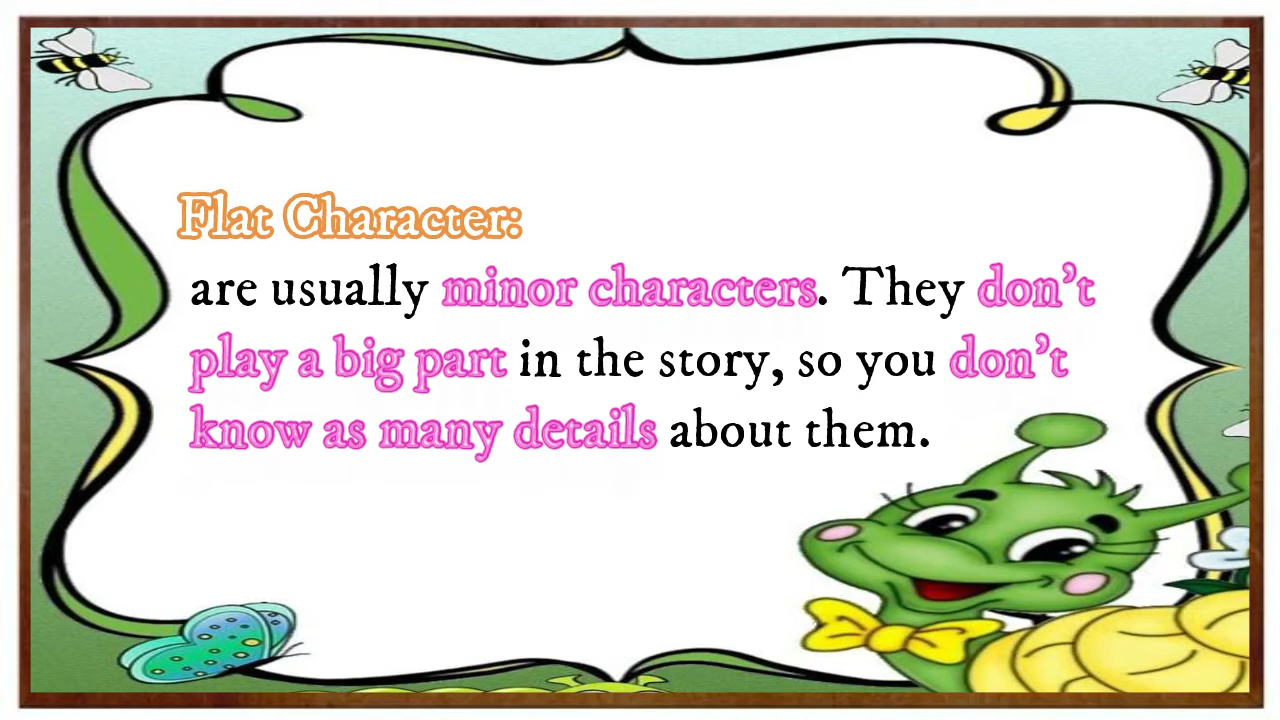 Flat Character:
are usually minor characters. They don't
play a big part in the story, so you don't
know as many details about them.